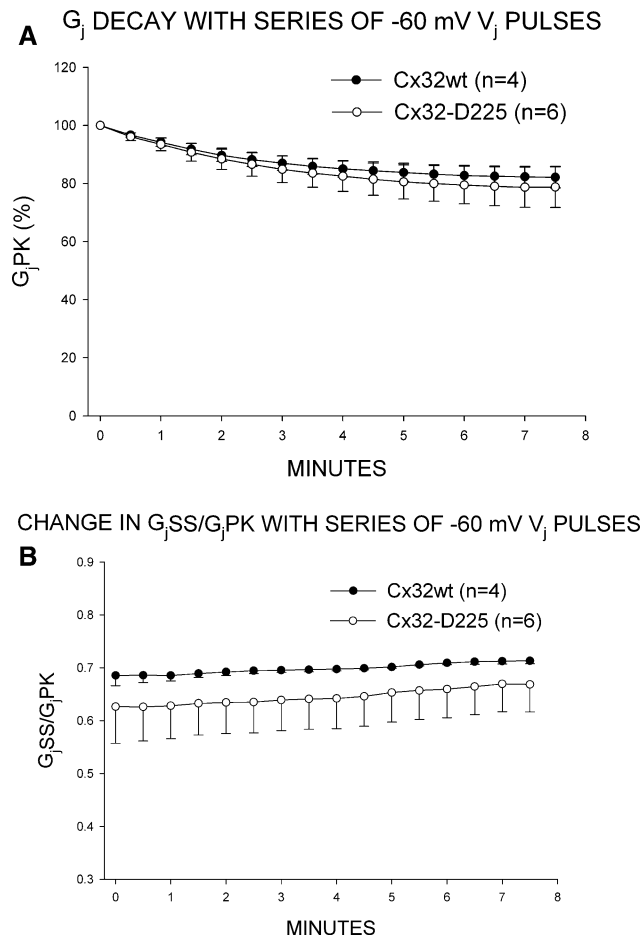 A
Gj DECAY WITH SERIES OF -60 mV Vj PULSES
Cx32wt (n=4)
Cx32-D225 (n=6)
GjPK (%)
120
100
80
60
40
20
0
0 1 2 3 4 5 6 7 8
MINUTES
CHANGE IN GjSS/GjPK WITH SERIES OF -60 mV Vj PULSES
B
Cx32wt (n=4)
Cx32-D225 (n=6)
GjSS/GjPK
0.9
0.8
0.7
0.6
0.5
0.4
0.3
0 1 2 3 4 5 6 7 8
MINUTES